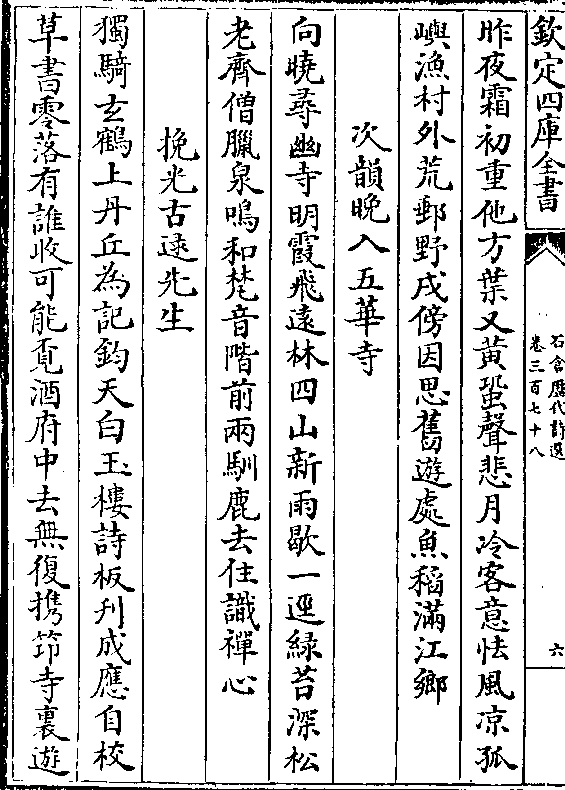 欽定四庫全書
石倉歷代詩選
卷三百七十八
六
昨夜霜初重他方葉又黃蛩聲悲月冷客意怯風凉孤
嶼漁村外荒郵野戍傍因思舊遊處魚稻滿江鄉
次韻晚入五華寺
向曉尋幽寺明霞飛遠林四山新雨歇一逕綠苔深松
老齊僧臘泉鳴和梵音階前兩馴鹿去住識禪心
挽光古逯先生
獨騎玄鶴上丹丘為記鈞天白玉樓詩板刋成應自校
草書零落有誰收可能覔酒府中去無復携筇寺裏遊